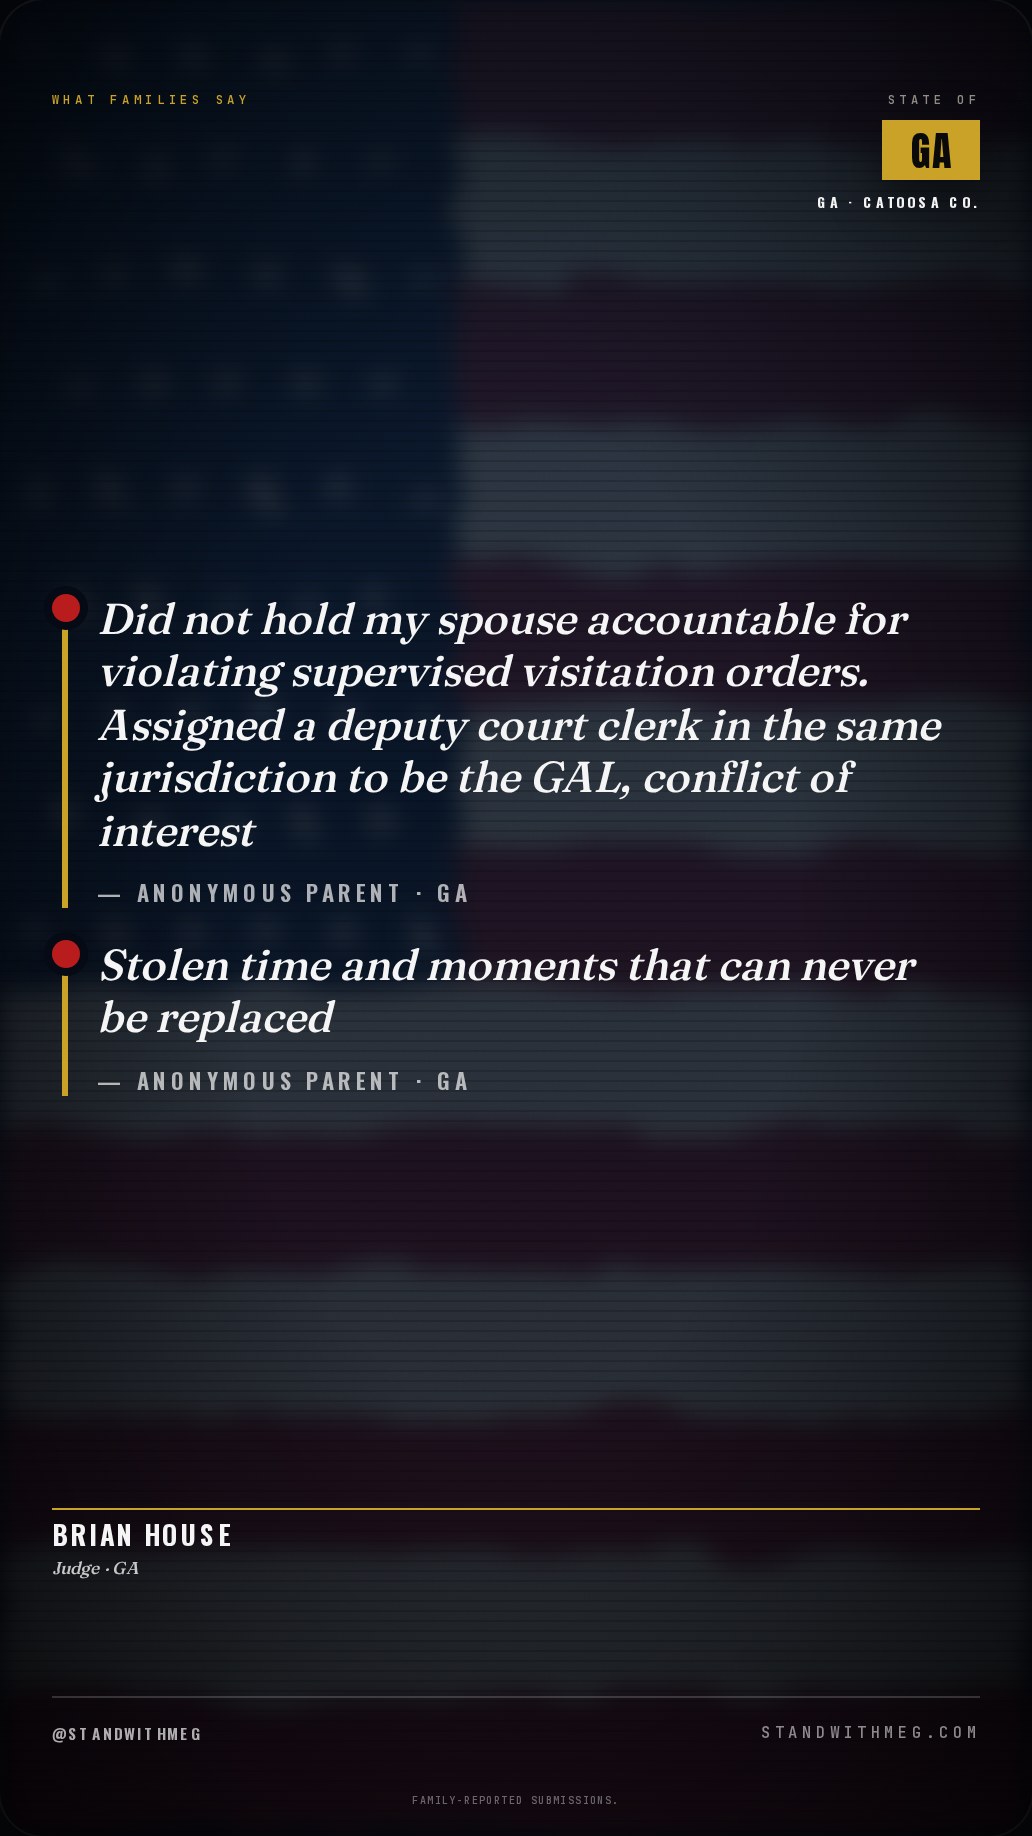 WHAT FAMILIES SAY
STATE OF
GA
GA · CATOOSA CO.
Did not hold my spouse accountable for
violating supervised visitation orders.
Assigned a deputy court clerk in the same
jurisdiction to be the GAL, conflict of
interest
— ANONYMOUS PARENT · GA
Stolen time and moments that can never
be replaced
— ANONYMOUS PARENT · GA
BRIAN HOUSE
Judge · GA
@STANDWITHMEG
STANDWITHMEG.COM
FAMILY-REPORTED SUBMISSIONS.